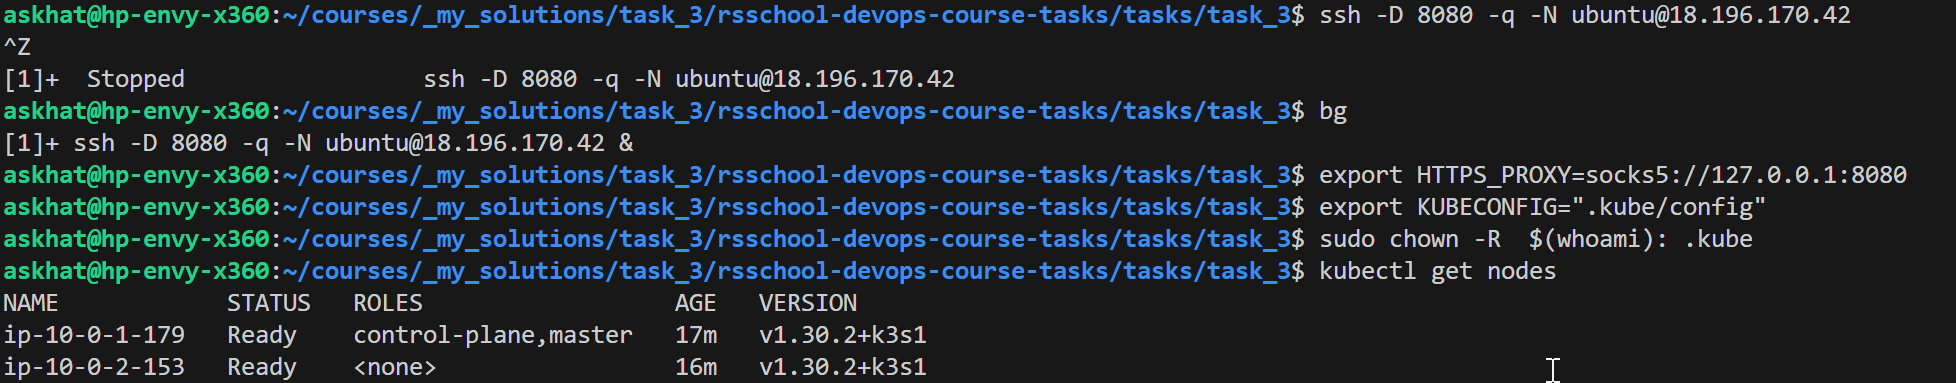 askhat@hp-envy-x360:~/courses/_my_solutions/task_3/rsschool-devops-course-tasks/tasks/task_3$ ssh -D 8080 -q -N ubuntu@18.196.170.42
^Z
[1]+  Stopped                 ssh -D 8080 -q -N ubuntu@18.196.170.42
askhat@hp-envy-x360:~/courses/_my_solutions/task_3/rsschool-devops-course-tasks/tasks/task_3$ bg
[1]+ ssh -D 8080 -q -N ubuntu@18.196.170.42 &
askhat@hp-envy-x360:~/courses/_my_solutions/task_3/rsschool-devops-course-tasks/tasks/task_3$ export HTTPS_PROXY=socks5://127.0.0.1:8080
askhat@hp-envy-x360:~/courses/_my_solutions/task_3/rsschool-devops-course-tasks/tasks/task_3$ export KUBECONFIG=".kube/config"
askhat@hp-envy-x360:~/courses/_my_solutions/task_3/rsschool-devops-course-tasks/tasks/task_3$ sudo chown -R  $(whoami): .kube
askhat@hp-envy-x360:~/courses/_my_solutions/task_3/rsschool-devops-course-tasks/tasks/task_3$ kubectl get nodes
NAME            STATUS   ROLES                  AGE   VERSION
ip-10-0-1-179   Ready    control-plane,master   17m   v1.30.2+k3s1
ip-10-0-2-153   Ready    <none>                 16m   v1.30.2+k3s1